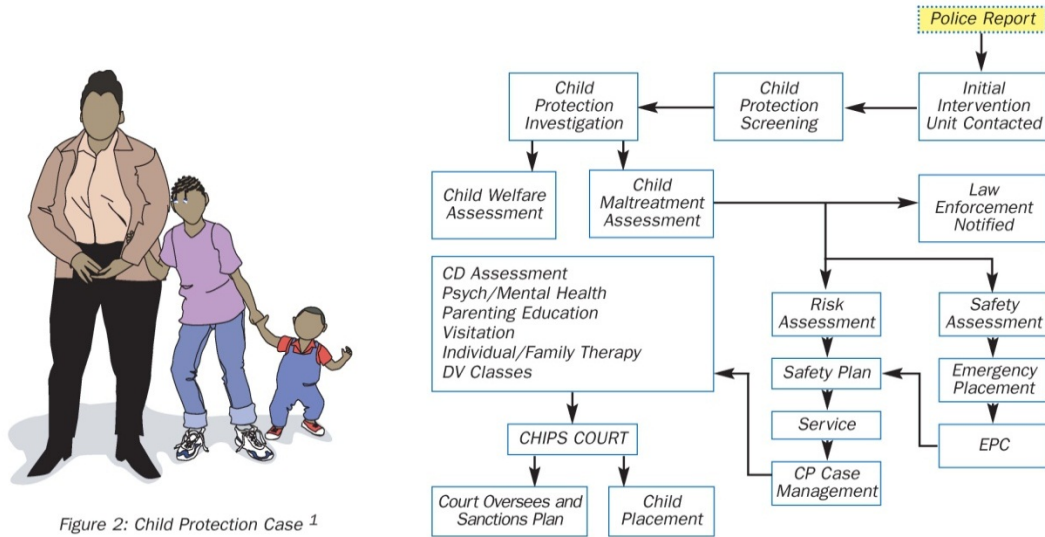 Police Report
Initial
Intervention
Unit Contacted
Child
Protection
Screening
Child
Protection
Investigation
Child Welfare
Assessment
Child
Maltreatment
Assessment
Law
Enforcement
Notified
Risk
Assessment
Safety
Assessment
Safety Plan
Emergency
Placement
Service
EPC
CP Case
Management
CD Assessment
Psych/Mental Health
Parenting Education
Visitation
Individual/Family Therapy
DV Classes
CHIPS COURT
Court Oversees and
Sanctions Plan
Child
Placement
Figure 2: Child Protection Case 1